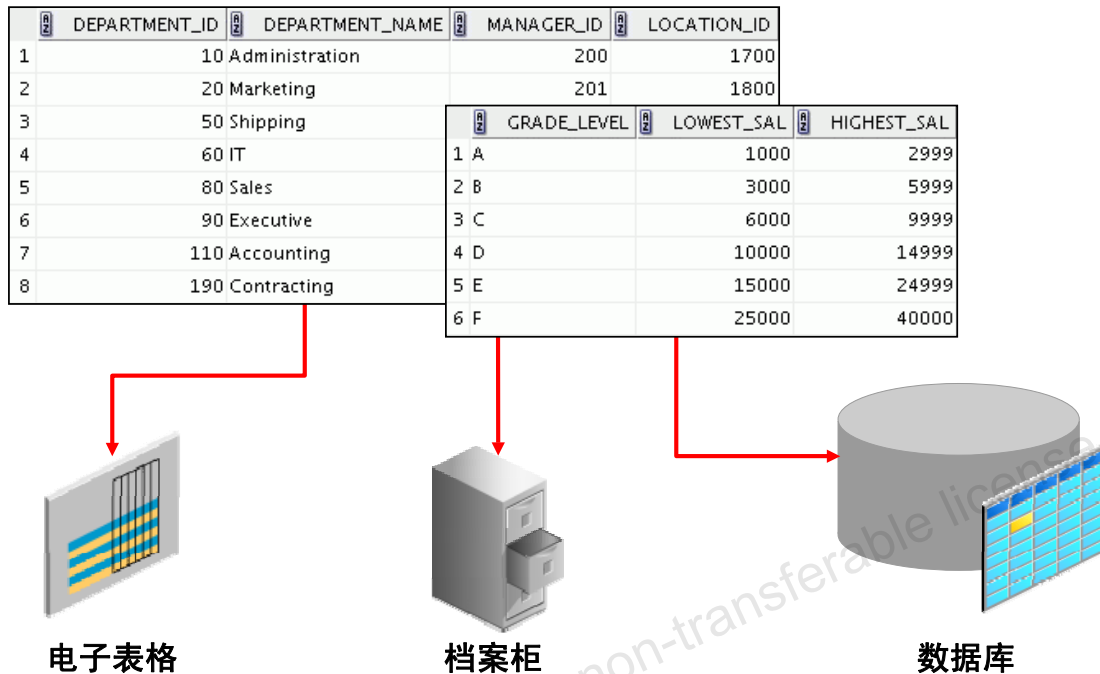 DEPARTMENT_ID DEPARTMENT_NAME MANAGER_ID LOCATION_ID
1 10 Administration 200 1700
2 20 Marketing 201 1800
3 50 Shipping
4 60 IT
5 80 Sales
6 90 Executive
7 110 Accounting
8 190 Contracting
GRADE_LEVEL LOWEST_SAL HIGHEST_SAL
1 A 1000 2999
2 B 3000 5999
3 C 6000 9999
4 D 10000 14999
5 E 15000 24999
6 F 25000 40000
电子表格
档案柜
数据库
non-transferable license